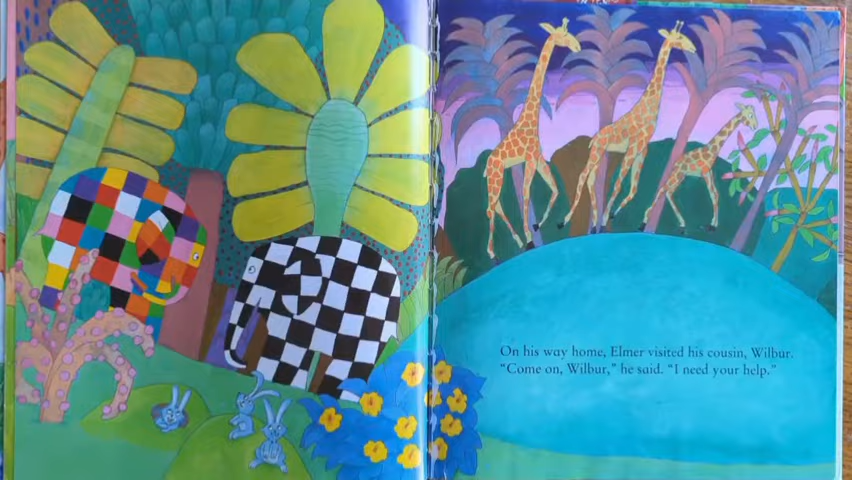 On his way home, Elmer visited his cousin, Wilbur.
“Come on, Wilbur,” he said. “I need your help.”